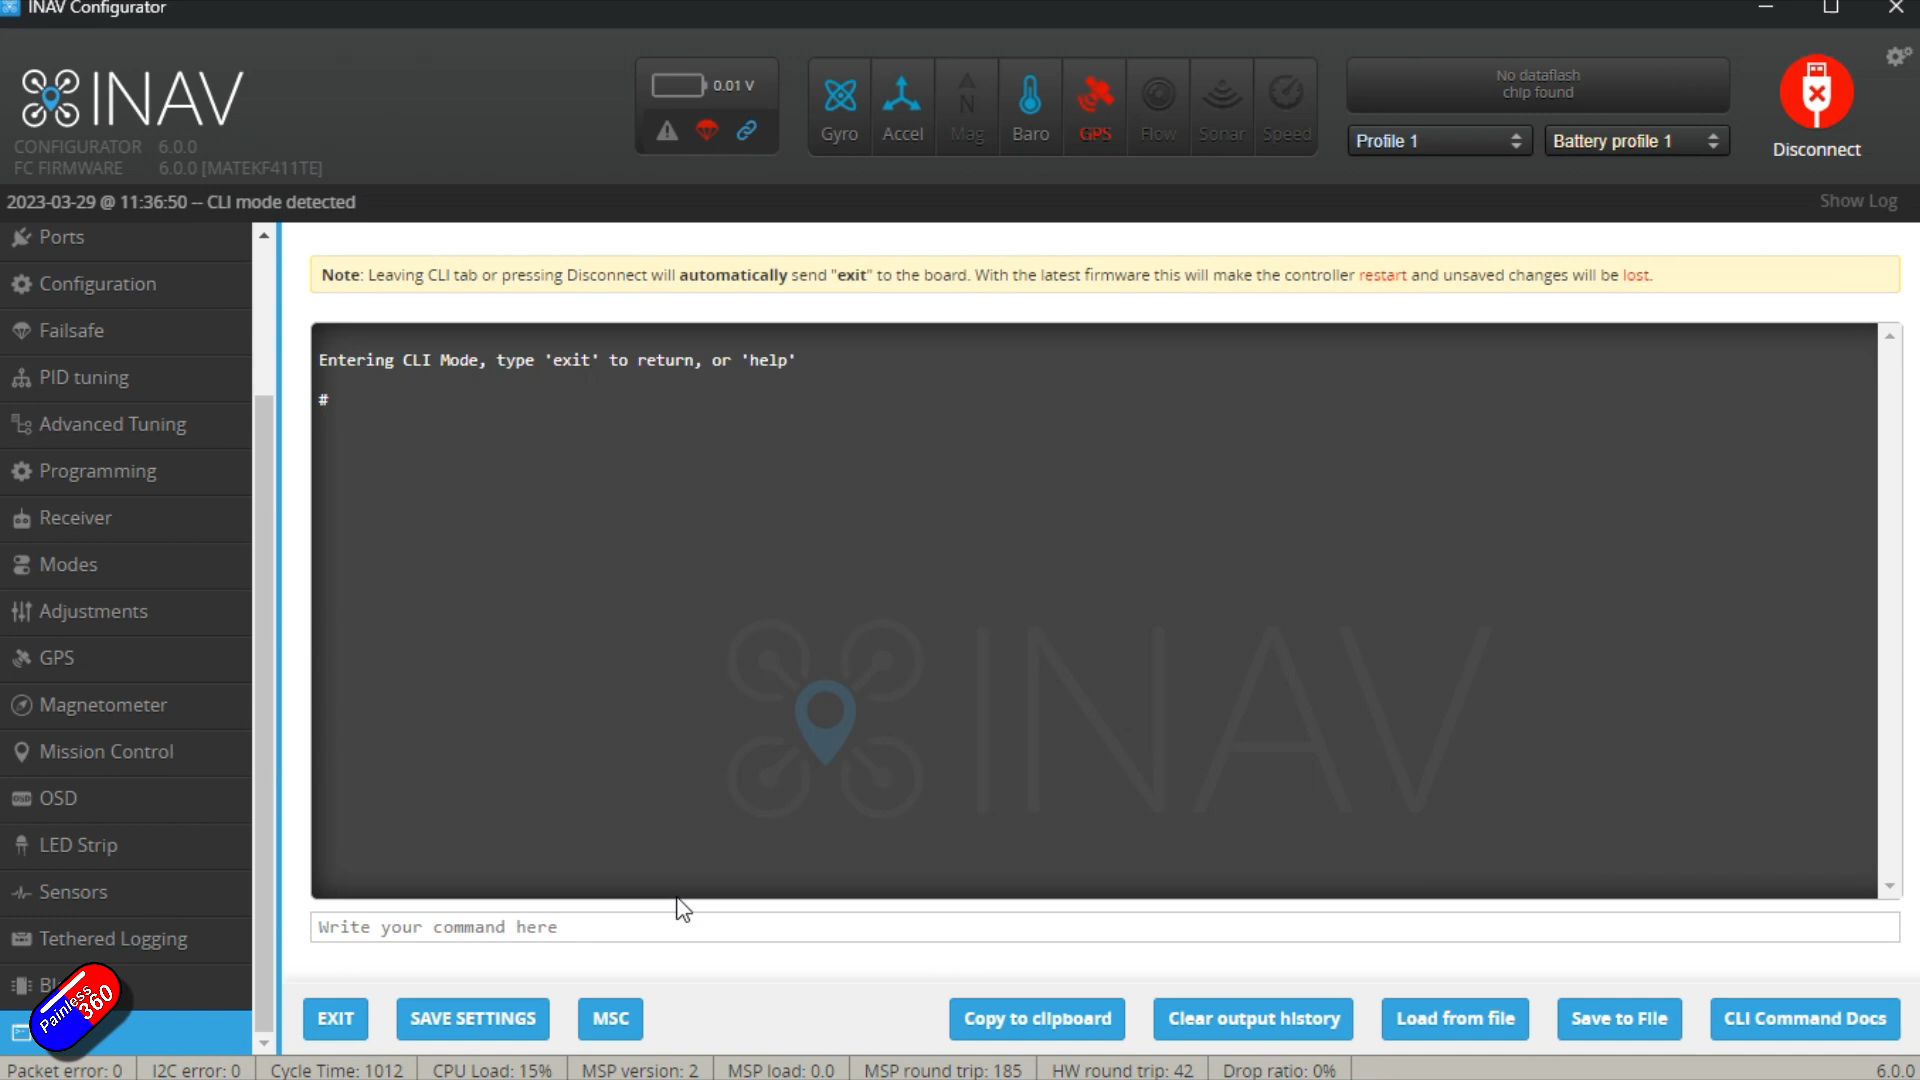 INAV Configurator
INAV
CONFIGURATOR 6.0.0
FC FIRMWARE 6.0.0 [MATEKF411TE]
0.01 V
Gyro
Accel
Mag
Baro
GPS
Flow
Sonar
Speed
No dataflash
chip found
Profile 1
Battery profile 1
Disconnect
2023-03-29 @ 11:36:50 -- CLI mode detected
Show Log
Ports
Configuration
Failsafe
PID tuning
Advanced Tuning
Programming
Receiver
Modes
Adjustments
GPS
Magnetometer
Mission Control
OSD
LED Strip
Sensors
Tethered Logging
Painless
360
Note: Leaving CLI tab or pressing Disconnect will automatically send "exit" to the board. With the latest firmware this will make the controller restart and unsaved changes will be lost.
Entering CLI Mode, type 'exit' to return, or 'help'
#
INAV
Write your command here
EXIT
SAVE SETTINGS
MSC
Copy to clipboard
Clear output history
Load from file
Save to File
CLI Command Docs
Packet error: 0
I2C error: 0
Cycle Time: 1012
CPU Load: 15%
MSP version: 2
MSP load: 0.0
MSP round trip: 185
HW round trip: 42
Drop ratio: 0%
6.0.0